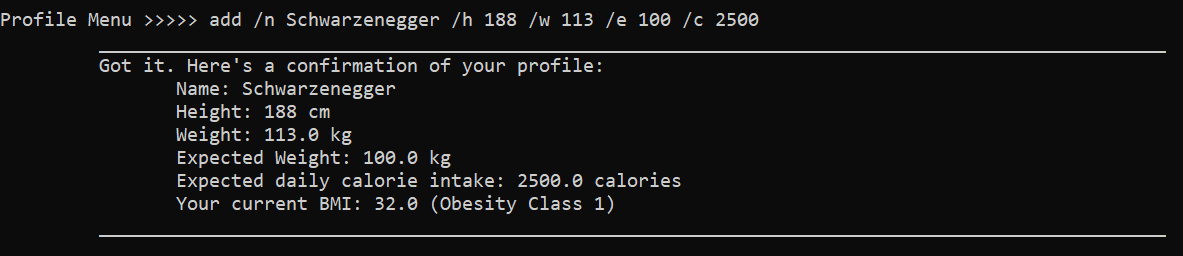 Profile Menu >>>>> add /n Schwarzenegger /h 188 /w 113 /e 100 /c 2500
Got it. Here's a confirmation of your profile:
Name: Schwarzenegger
Height: 188 cm
Weight: 113.0 kg
Expected Weight: 100.0 kg
Expected daily calorie intake: 2500.0 calories
Your current BMI: 32.0 (Obesity Class 1)